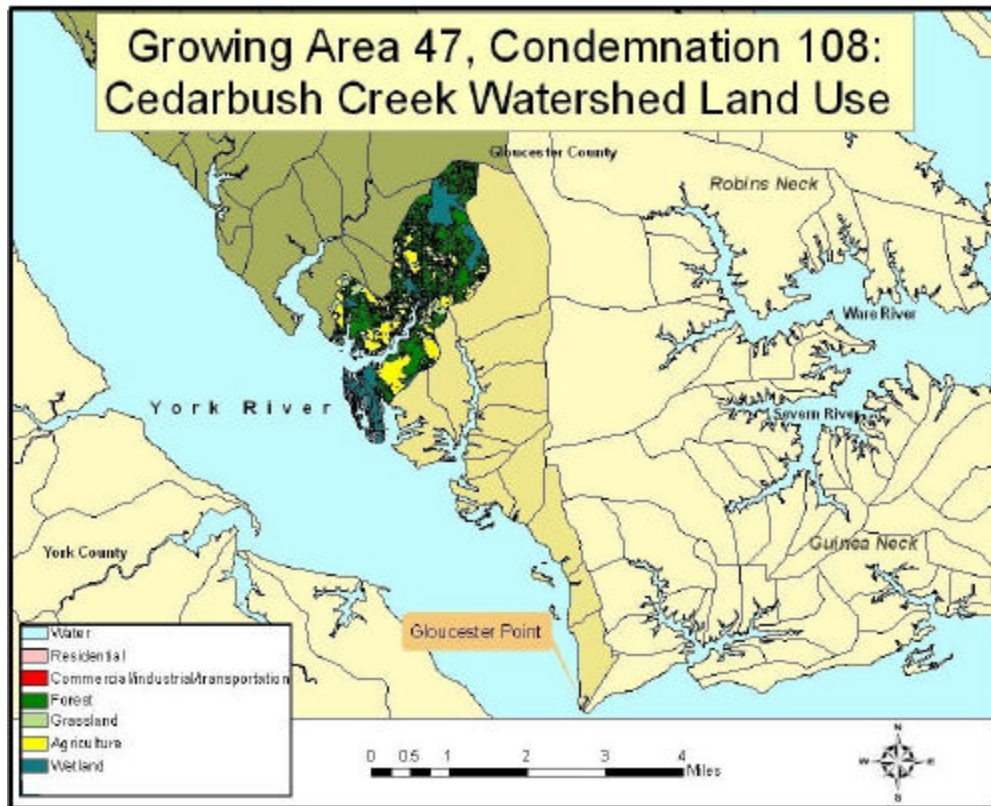 Growing Area 47, Condemnation 108:
Cedarbush Creek Watershed Land Use
Gloucester County
Robins Neck
Ware River
York River
Severn River
York County
Guinea Neck
Gloucester Point
Water
Residential
Commercial/industrial/transportation
Forest
Grassland
Agriculture
Wetland
0 0.5 1 2 3 4
Miles
N
W E
S